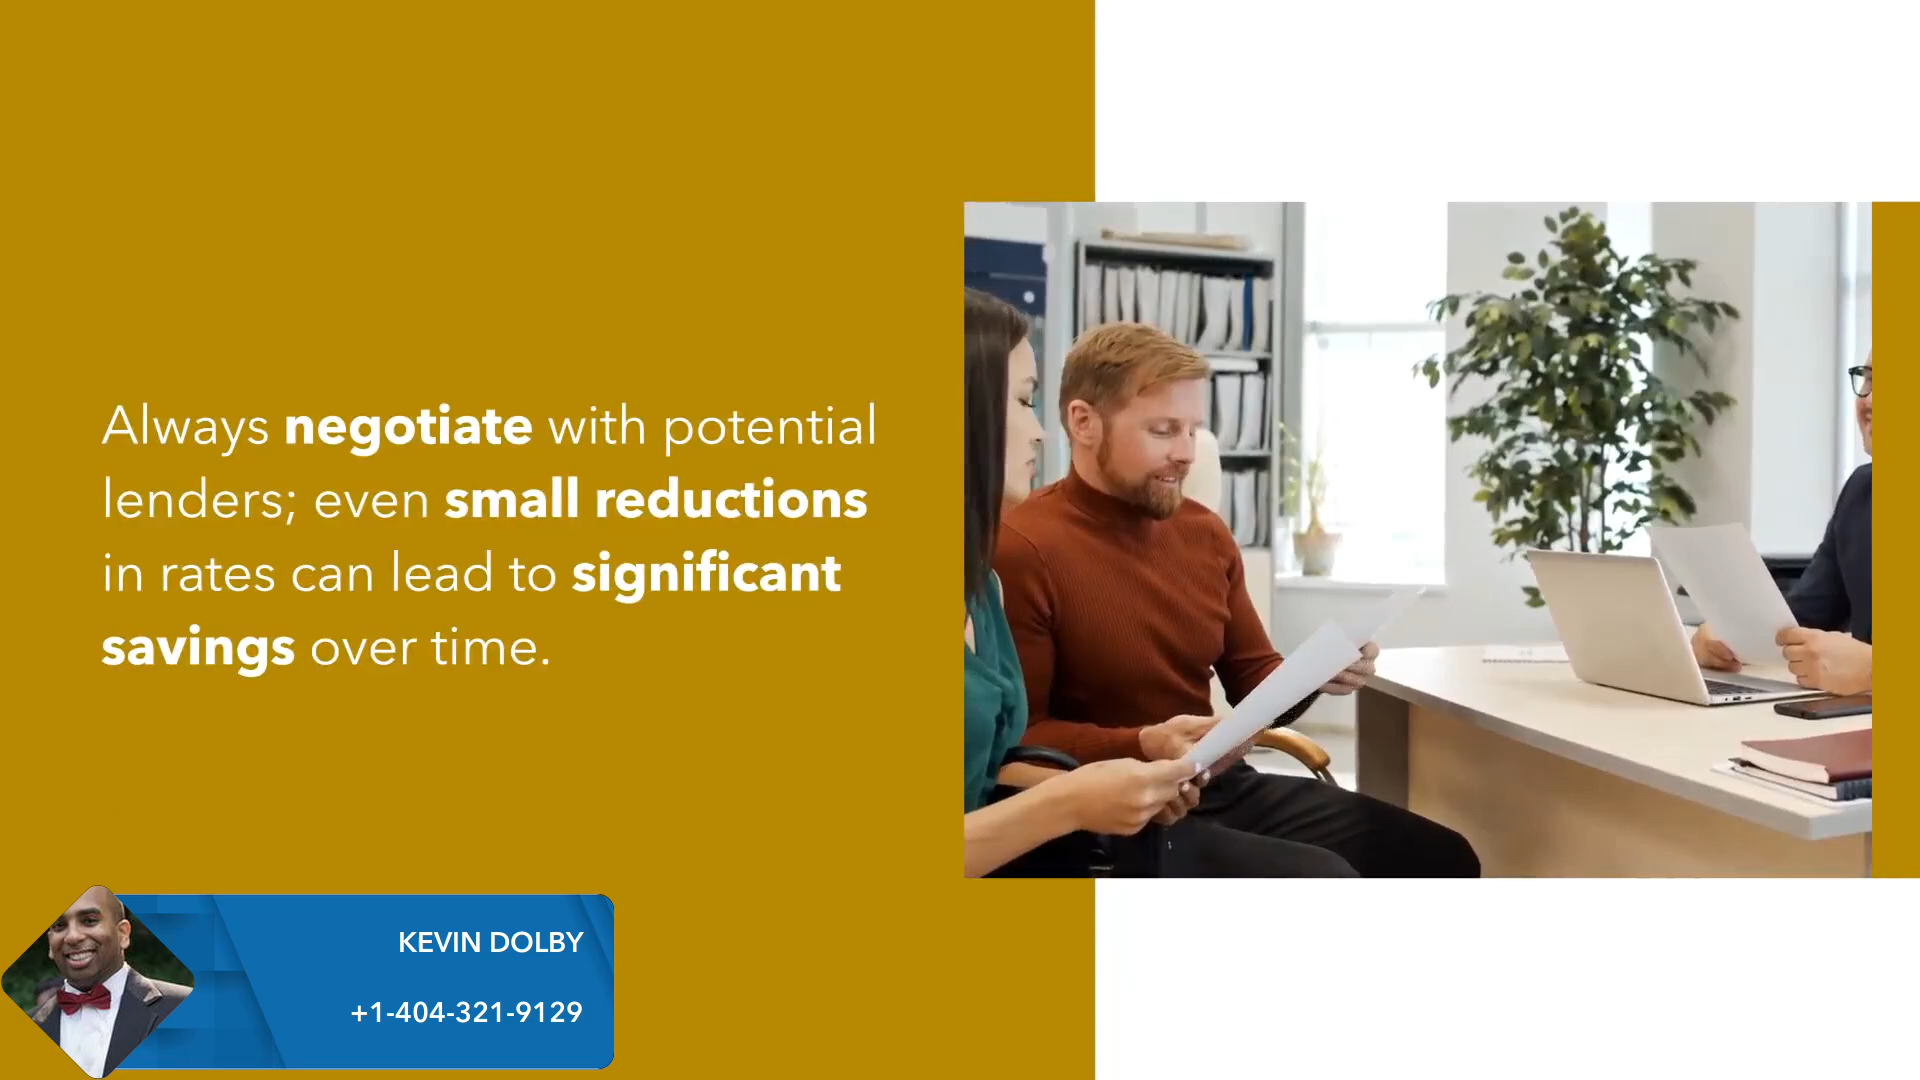 Always negotiate with potential
lenders; even small reductions
in rates can lead to significant
savings over time.
KEVIN DOLBY
+1-404-321-9129